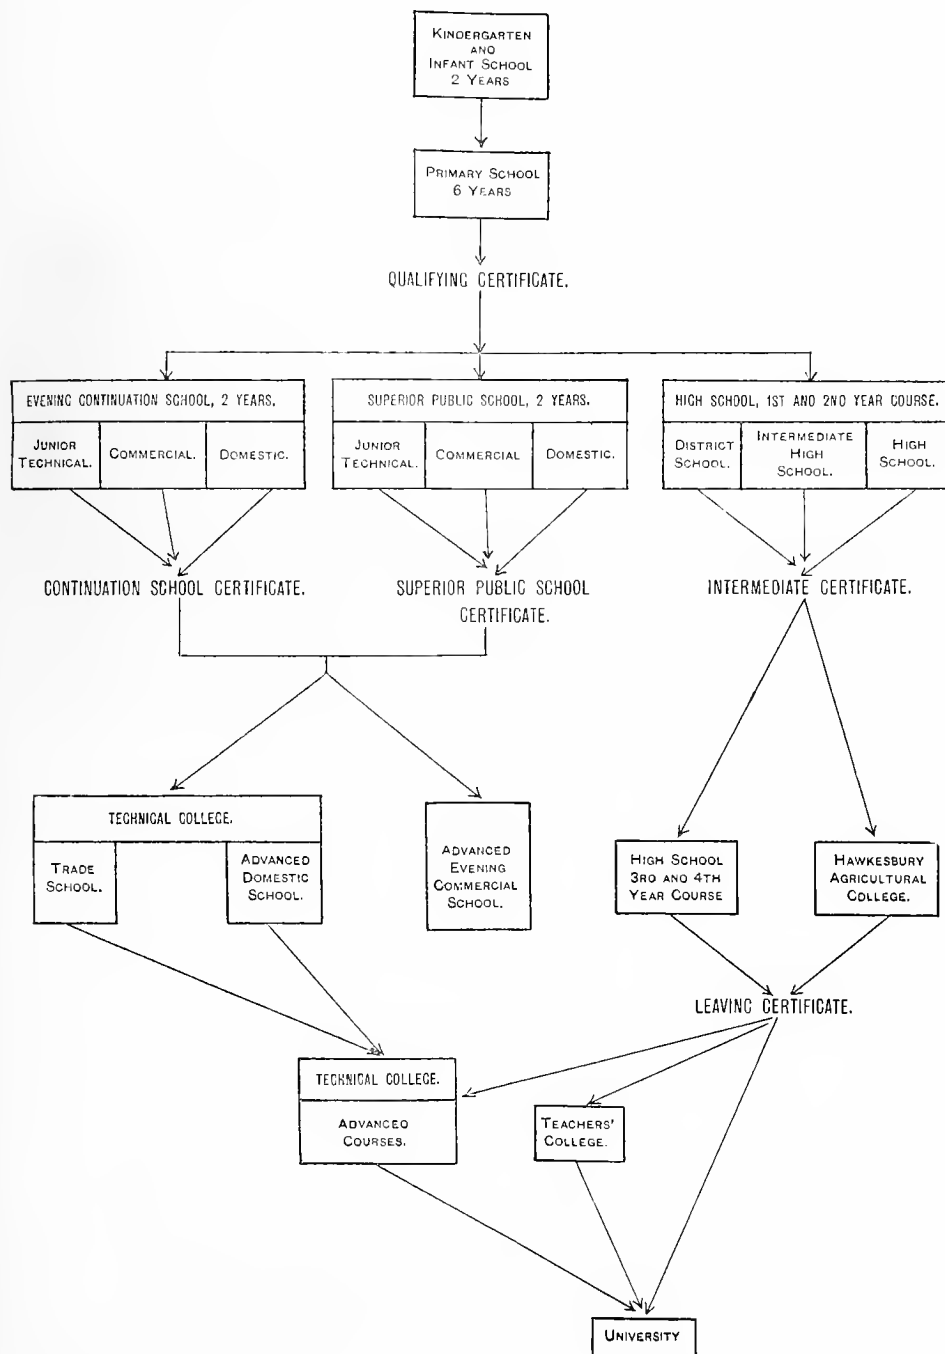 KINDERGARTEN
AND
INFANT SCHOOL
2 YEARS
PRIMARY SCHOOL
6 YEARS
QUALIFYING CERTIFICATE.
EVENING CONTINUATION SCHOOL, 2 YEARS.
JUNIOR
TECHNICAL.
COMMERCIAL.
DOMESTIC.
SUPERIOR PUBLIC SCHOOL, 2 YEARS.
JUNIOR
TECHNICAL.
COMMERCIAL
DOMESTIC.
HIGH SCHOOL, 1ST AND 2ND YEAR COURSE.
DISTRICT
SCHOOL.
INTERMEDIATE
HIGH
SCHOOL.
HIGH
SCHOOL.
CONTINUATION SCHOOL CERTIFICATE.
SUPERIOR PUBLIC SCHOOL
CERTIFICATE.
INTERMEDIATE CERTIFICATE.
TECHNICAL COLLEGE.
TRADE
SCHOOL.
ADVANCED
DOMESTIC
SCHOOL.
ADVANCED
EVENING
COMMERCIAL
SCHOOL.
HIGH SCHOOL
3RD AND 4TH
YEAR COURSE
HAWKESBURY
AGRICULTURAL
COLLEGE.
LEAVING CERTIFICATE.
TECHNICAL COLLEGE.
ADVANCED
COURSES.
TEACHERS'
COLLEGE.
UNIVERSITY